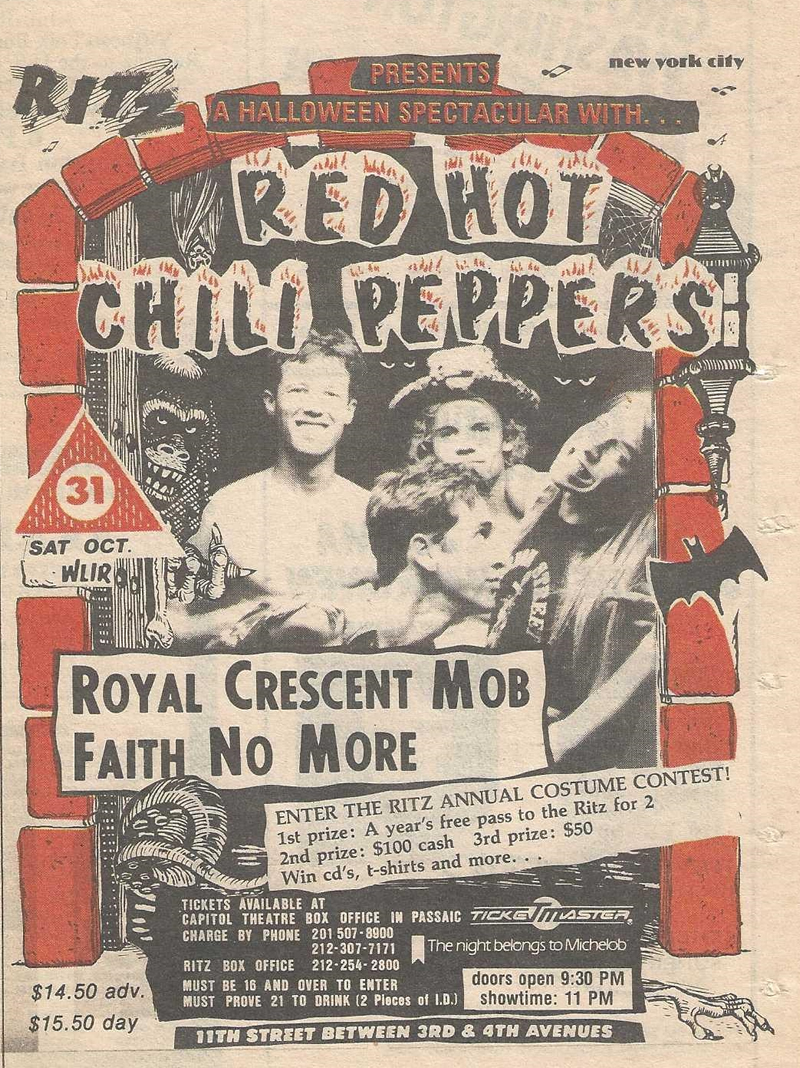 RITZ
new york city
PRESENTS
A HALLOWEEN SPECTACULAR WITH. . .
RED HOT
CHILI PEPPERS
31
SAT OCT.
WLIR
ROYAL CRESCENT MOB
FAITH NO MORE
ENTER THE RITZ ANNUAL COSTUME CONTEST!
1st prize: A year's free pass to the Ritz for 2
2nd prize: $100 cash 3rd prize: $50
Win cd's, t-shirts and more. . .
TICKETS AVAILABLE AT
CAPITOL THEATRE BOX OFFICE IN PASSAIC TICKETMASTER®
CHARGE BY PHONE 201 507-8900
212-307-7171
The night belongs to Michelob
RITZ BOX OFFICE 212-254-2800
MUST BE 16 AND OVER TO ENTER
MUST PROVE 21 TO DRINK (2 Pieces of I.D.)
doors open 9:30 PM
showtime: 11 PM
$14.50 adv.
$15.50 day
11TH STREET BETWEEN 3RD & 4TH AVENUES